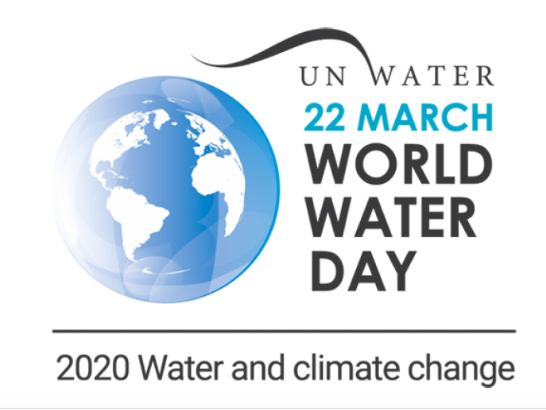 UN WATER
22 MARCH
WORLD
WATER
DAY
2020 Water and climate change